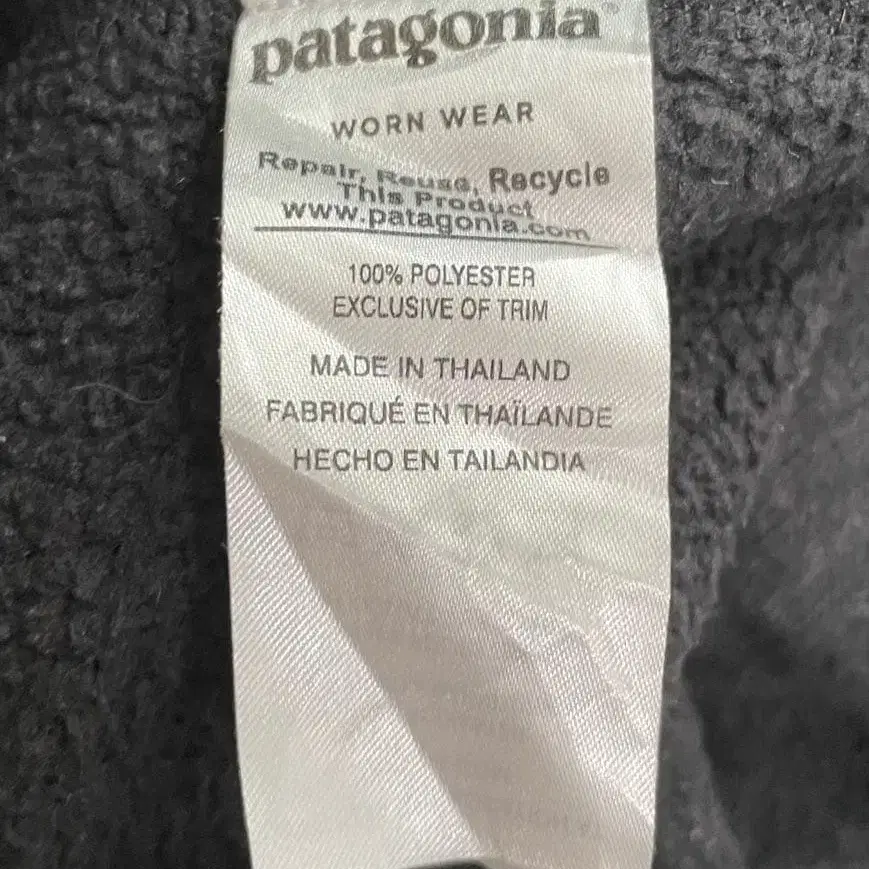 patagonia®
WORN WEAR
Repair, Reuse, Recycle
This Product
www.patagonia.com
100% POLYESTER
EXCLUSIVE OF TRIM
MADE IN THAILAND
FABRIQUÉ EN THAÏLANDE
HECHO EN TAILANDIA